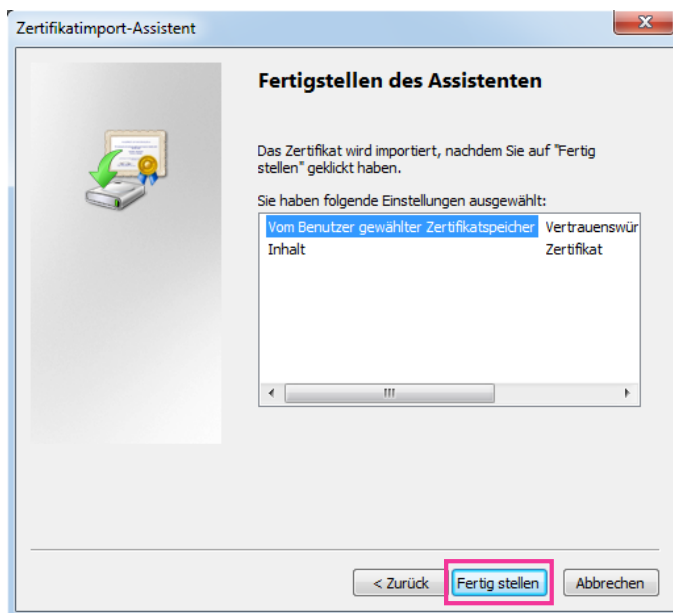 Zertifikatimport-Assistent
Fertigstellen des Assistenten
Das Zertifikat wird importiert, nachdem Sie auf "Fertig
stellen" geklickt haben.
Sie haben folgende Einstellungen ausgewählt:
Vom Benutzer gewählter Zertifikatspeicher Vertrauenswür
Inhalt Zertifikat
< Zurück Fertig stellen Abbrechen